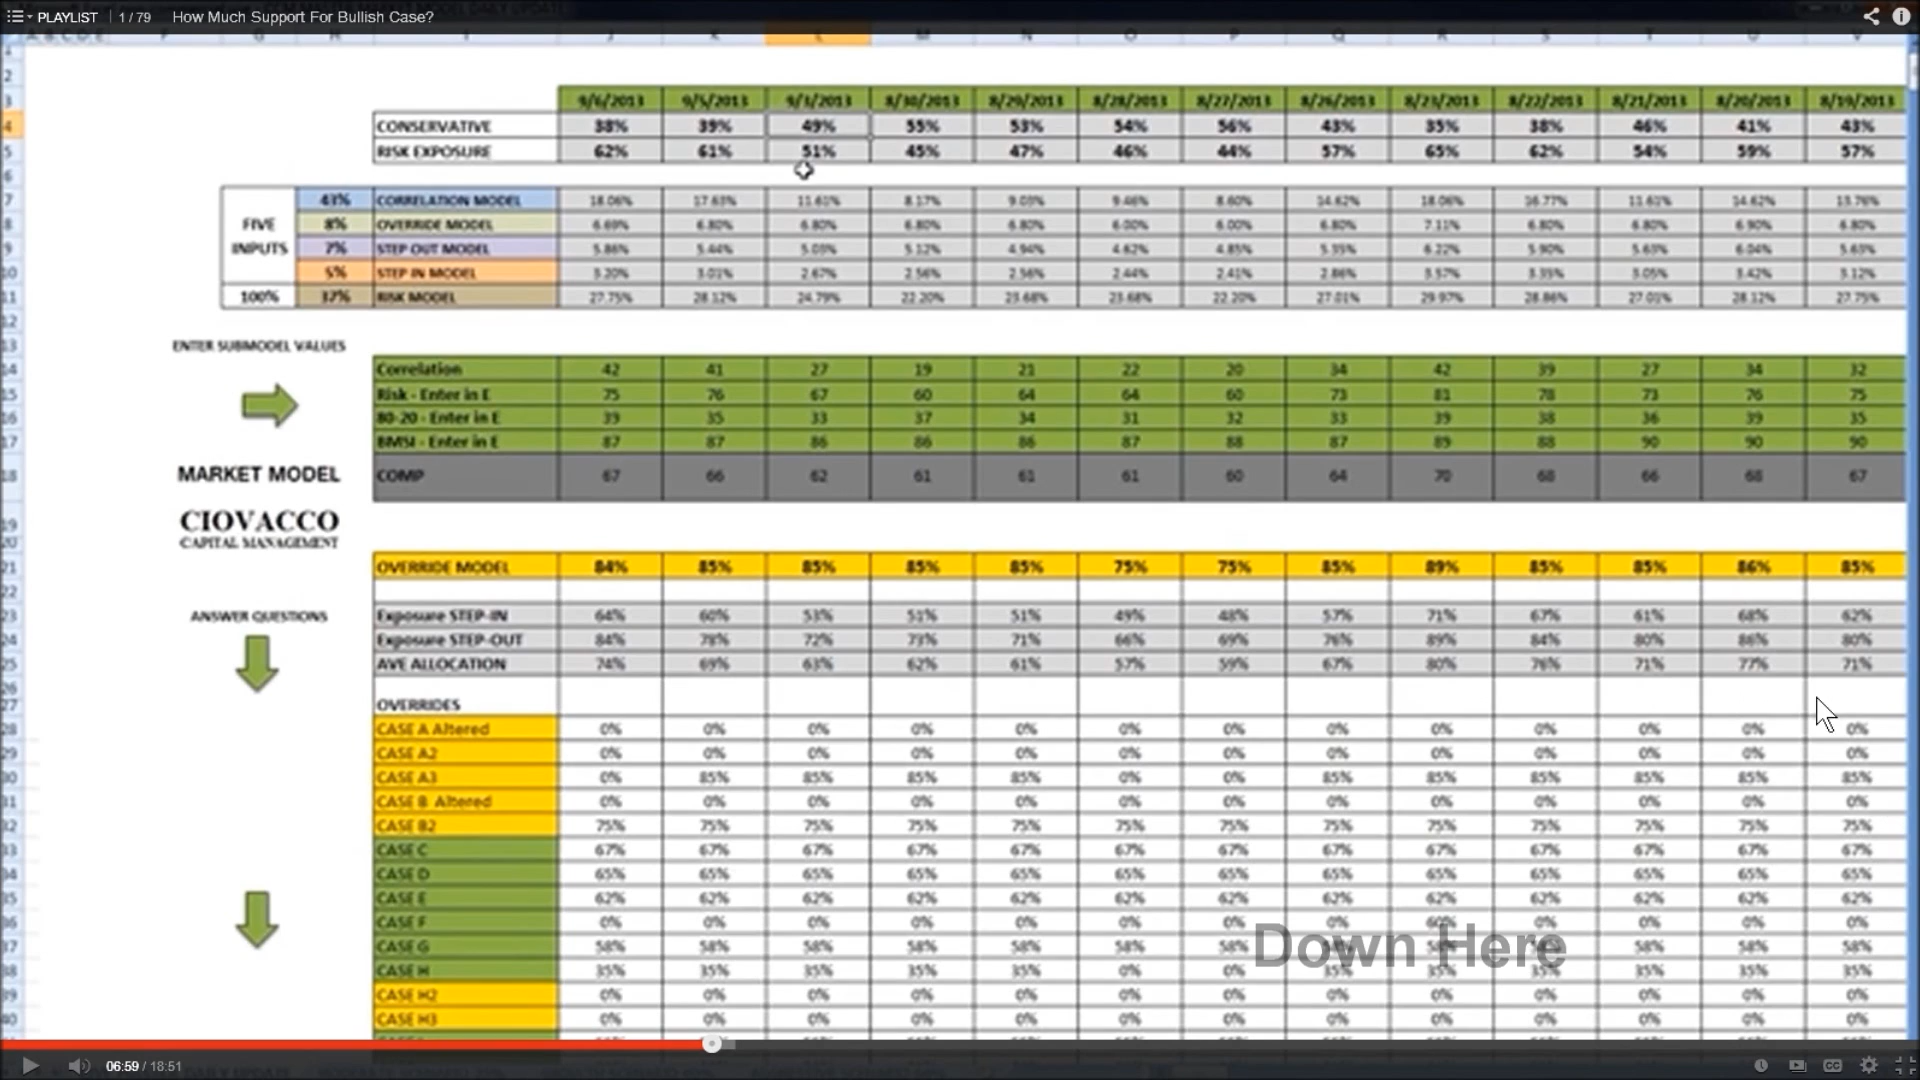 PLAYLIST 1 / 79 How Much Support For Bullish Case?
9/6/2013 9/5/2013 9/3/2013 8/30/2013 8/29/2013 8/28/2013 8/27/2013 8/26/2013 8/23/2013 8/22/2013 8/21/2013 8/20/2013 8/19/2013
CONSERVATIVE 38% 39% 49% 55% 53% 54% 56% 43% 35% 38% 46% 41% 43%
RISK EXPOSURE 62% 61% 51% 45% 47% 46% 44% 57% 65% 62% 54% 59% 57%
43% CORRELATION MODEL 18.06% 17.63% 11.61% 8.17% 9.03% 9.46% 8.60% 14.62% 18.06% 16.77% 11.61% 14.62% 13.76%
FIVE 8% OVERRIDE MODEL 6.69% 6.80% 6.80% 6.80% 6.80% 6.00% 6.00% 6.80% 7.11% 6.80% 6.80% 6.90% 6.80%
INPUTS 7% STEP OUT MODEL 5.86% 5.44% 5.03% 5.12% 4.94% 4.62% 4.85% 5.35% 6.22% 5.90% 5.63% 6.04% 5.63%
5% STEP IN MODEL 3.20% 3.01% 2.67% 2.56% 2.56% 2.44% 2.41% 2.86% 3.57% 3.35% 3.05% 3.42% 3.12%
100% 37% RISK MODEL 27.75% 28.12% 24.79% 22.20% 23.68% 23.68% 22.20% 27.01% 29.97% 28.86% 27.01% 28.12% 27.75%
ENTER SUBMODEL VALUES
Correlation 42 41 27 19 21 22 20 34 42 39 27 34 32
Risk - Enter in E 75 76 67 60 64 64 60 73 81 78 73 76 75
80-20 - Enter in E 39 35 33 37 34 31 32 33 39 38 36 39 35
BMSI - Enter in E 87 87 86 86 86 87 88 87 89 88 90 90 90
MARKET MODEL COMP 67 66 62 61 61 61 60 64 70 68 66 68 67
CIOVACCO
CAPITAL MANAGEMENT
OVERRIDE MODEL 84% 85% 85% 85% 85% 75% 75% 85% 89% 85% 85% 86% 85%
ANSWER QUESTIONS Exposure STEP-IN 64% 60% 53% 51% 51% 49% 48% 57% 71% 67% 61% 68% 62%
Exposure STEP-OUT 84% 78% 72% 73% 71% 66% 69% 76% 89% 84% 80% 86% 80%
AVE ALLOCATION 74% 69% 63% 62% 61% 57% 59% 67% 80% 76% 71% 77% 71%
OVERRIDES
CASE A Altered 0% 0% 0% 0% 0% 0% 0% 0% 0% 0% 0% 0% 0%
CASE A2 0% 0% 0% 0% 0% 0% 0% 0% 0% 0% 0% 0% 0%
CASE A3 0% 85% 85% 85% 85% 0% 0% 85% 85% 85% 85% 85% 85%
CASE B Altered 0% 0% 0% 0% 0% 0% 0% 0% 0% 0% 0% 0% 0%
CASE B2 75% 75% 75% 75% 75% 75% 75% 75% 75% 75% 75% 75% 75%
CASE C 67% 67% 67% 67% 67% 67% 67% 67% 67% 67% 67% 67% 67%
CASE D 65% 65% 65% 65% 65% 65% 65% 65% 65% 65% 65% 65% 65%
CASE E 62% 62% 62% 62% 62% 62% 62% 62% 62% 62% 62% 62% 62%
CASE F 0% 0% 0% 0% 0% 0% 0% 0% 60% 0% 0% 0% 0%
CASE G 58% 58% 58% 58% 58% 58% 58% 58% 58% 58% 58%
Down Here
CASE H 35% 35% 35% 35% 35% 0% 0% 35% 35% 35% 35% 35% 35%
CASE H2 0% 0% 0% 0% 0% 0% 0% 0% 0% 0% 0% 0% 0%
CASE H3 0% 0% 0% 0% 0% 0% 0% 0% 0% 0% 0% 0% 0%
06:59 / 18:51